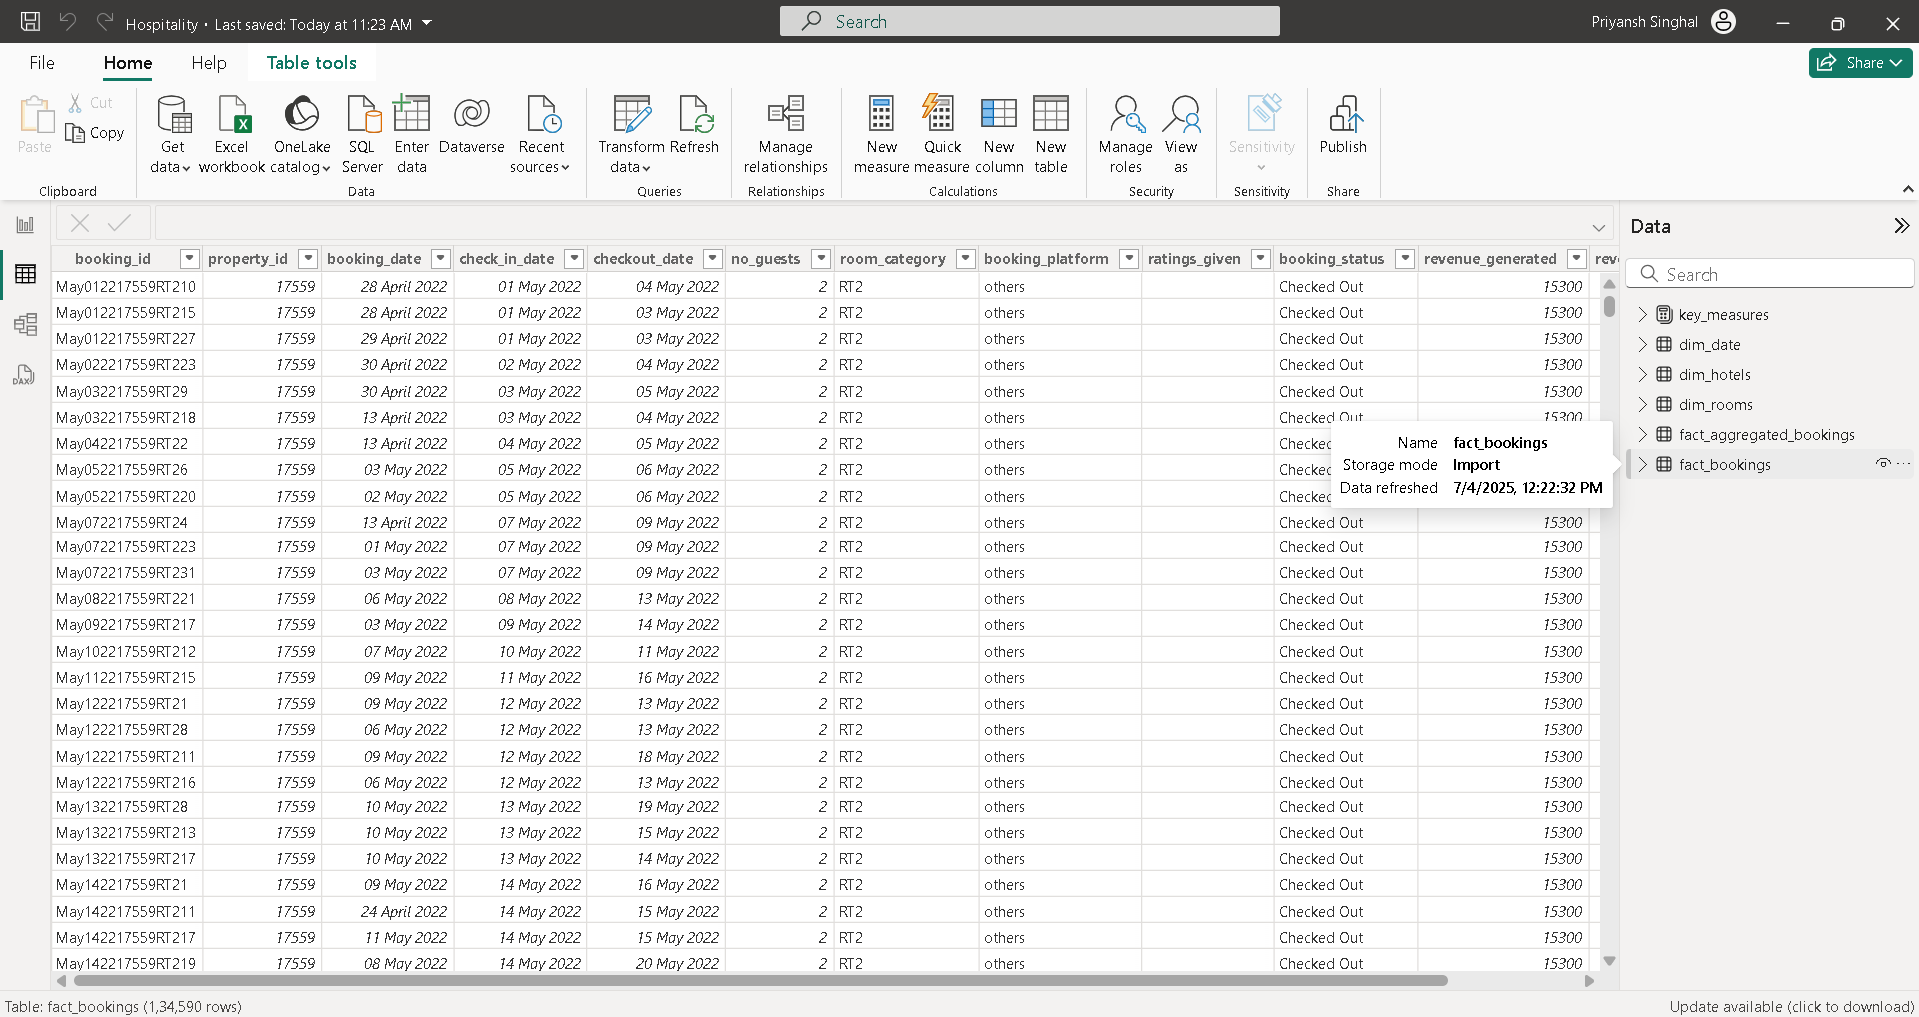 Hospitality • Last saved: Today at 11:23 AM
Search
Priyansh Singhal
File Home Help Table tools
Share
Paste
Cut
Copy
Clipboard
Get data
Excel workbook
OneLake catalog
SQL Server
Enter data
Dataverse
Recent sources
Data
Transform data
Refresh
Queries
Manage relationships
Relationships
New measure
Quick measure
New column
New table
Calculations
Manage roles
View as
Security
Sensitivity
Sensitivity
Publish
Share
DAX
booking_id property_id booking_date check_in_date checkout_date no_guests room_category booking_platform ratings_given booking_status revenue_generated reve
May012217559RT210 17559 28 April 2022 01 May 2022 04 May 2022 2 RT2 others Checked Out 15300
May012217559RT215 17559 28 April 2022 01 May 2022 03 May 2022 2 RT2 others Checked Out 15300
May012217559RT227 17559 29 April 2022 01 May 2022 03 May 2022 2 RT2 others Checked Out 15300
May022217559RT223 17559 30 April 2022 02 May 2022 04 May 2022 2 RT2 others Checked Out 15300
May032217559RT29 17559 30 April 2022 03 May 2022 05 May 2022 2 RT2 others Checked Out 15300
May032217559RT218 17559 13 April 2022 03 May 2022 04 May 2022 2 RT2 others Checked Out 15300
May042217559RT22 17559 13 April 2022 04 May 2022 05 May 2022 2 RT2 others Checked
May052217559RT26 17559 03 May 2022 05 May 2022 06 May 2022 2 RT2 others Checked
May052217559RT220 17559 02 May 2022 05 May 2022 06 May 2022 2 RT2 others Checked
May072217559RT24 17559 13 April 2022 07 May 2022 09 May 2022 2 RT2 others Checked Out 15300
May072217559RT223 17559 01 May 2022 07 May 2022 09 May 2022 2 RT2 others Checked Out 15300
May072217559RT231 17559 03 May 2022 07 May 2022 09 May 2022 2 RT2 others Checked Out 15300
May082217559RT221 17559 06 May 2022 08 May 2022 13 May 2022 2 RT2 others Checked Out 15300
May092217559RT217 17559 03 May 2022 09 May 2022 14 May 2022 2 RT2 others Checked Out 15300
May102217559RT212 17559 07 May 2022 10 May 2022 11 May 2022 2 RT2 others Checked Out 15300
May112217559RT215 17559 09 May 2022 11 May 2022 16 May 2022 2 RT2 others Checked Out 15300
May122217559RT21 17559 09 May 2022 12 May 2022 13 May 2022 2 RT2 others Checked Out 15300
May122217559RT28 17559 06 May 2022 12 May 2022 13 May 2022 2 RT2 others Checked Out 15300
May122217559RT211 17559 09 May 2022 12 May 2022 18 May 2022 2 RT2 others Checked Out 15300
May122217559RT216 17559 06 May 2022 12 May 2022 13 May 2022 2 RT2 others Checked Out 15300
May132217559RT28 17559 10 May 2022 13 May 2022 19 May 2022 2 RT2 others Checked Out 15300
May132217559RT213 17559 10 May 2022 13 May 2022 15 May 2022 2 RT2 others Checked Out 15300
May132217559RT217 17559 10 May 2022 13 May 2022 14 May 2022 2 RT2 others Checked Out 15300
May142217559RT21 17559 09 May 2022 14 May 2022 16 May 2022 2 RT2 others Checked Out 15300
May142217559RT211 17559 24 April 2022 14 May 2022 15 May 2022 2 RT2 others Checked Out 15300
May142217559RT217 17559 11 May 2022 14 May 2022 15 May 2022 2 RT2 others Checked Out 15300
May142217559RT219 17559 08 May 2022 14 May 2022 20 May 2022 2 RT2 others Checked Out 15300
Name fact_bookings
Storage mode Import
Data refreshed 7/4/2025, 12:22:32 PM
Data
Search
key_measures
dim_date
dim_hotels
dim_rooms
fact_aggregated_bookings
fact_bookings
Table: fact_bookings (1,34,590 rows)
Update available (click to download)